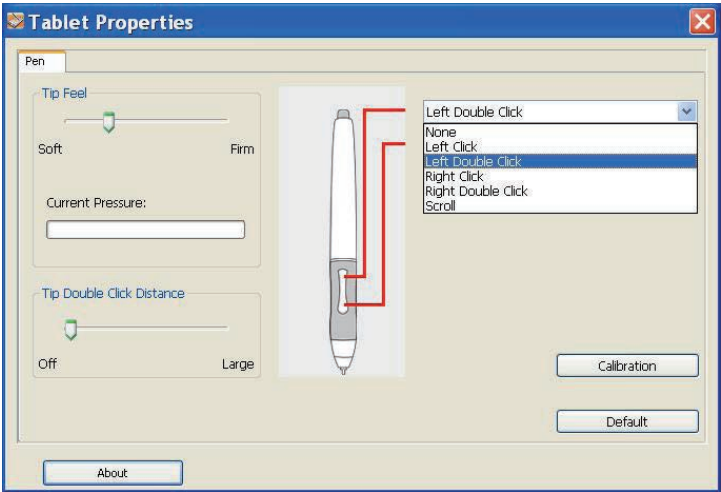 Tablet Properties
Pen
Tip Feel
Soft
Firm
Current Pressure:
Tip Double Click Distance
Off
Large
Left Double Click
None
Left Click
Left Double Click
Right Click
Right Double Click
Scroll
Calibration
Default
About